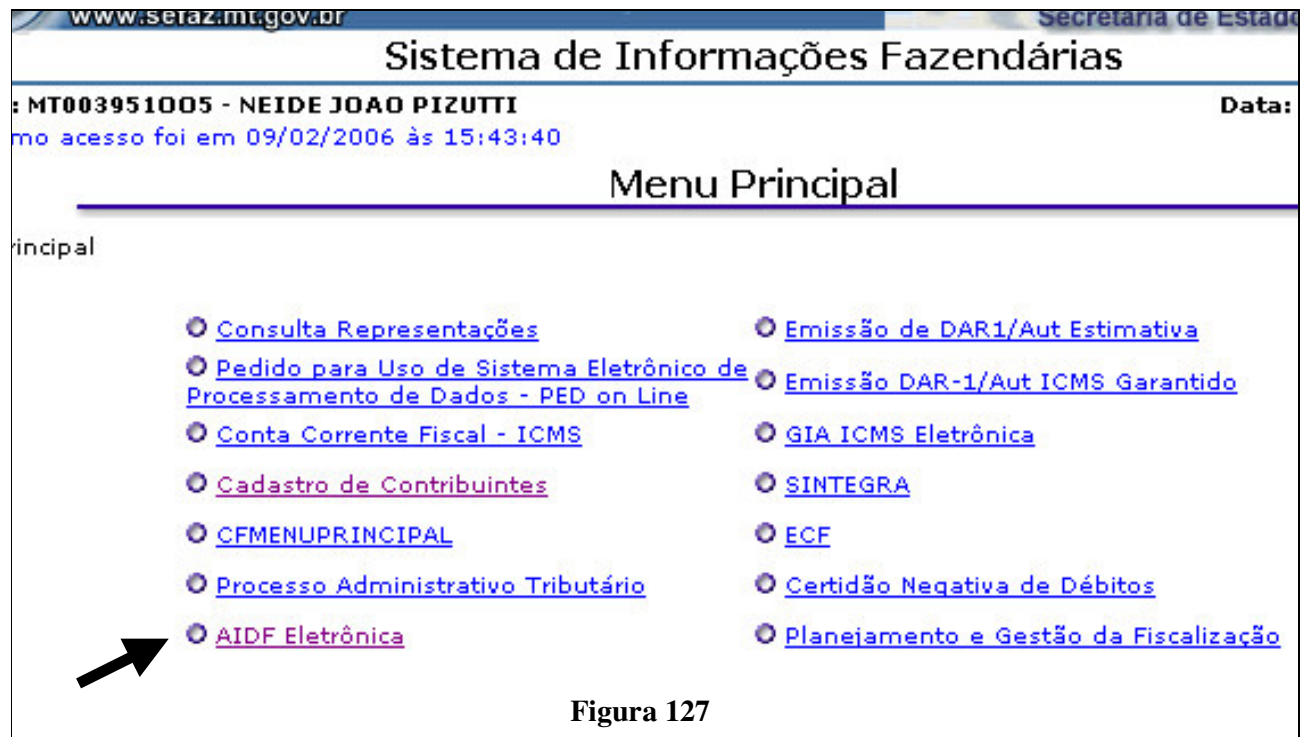 www.sefaz.mt.gov.br
Secretaria de Estado
Sistema de Informações Fazendárias
: MT003951OO5 - NEIDE JOAO PIZUTTI
Data:
mo acesso foi em 09/02/2006 às 15:43:40
Menu Principal
rincipal
Consulta Representações
Emissão de DAR1/Aut Estimativa
Pedido para Uso de Sistema Eletrônico de
Processamento de Dados - PED on Line
Emissão DAR-1/Aut ICMS Garantido
Conta Corrente Fiscal - ICMS
GIA ICMS Eletrônica
Cadastro de Contribuintes
SINTEGRA
CFMENUPRINCIPAL
ECF
Processo Administrativo Tributário
Certidão Negativa de Débitos
AIDF Eletrônica
Planejamento e Gestão da Fiscalização
Figura 127